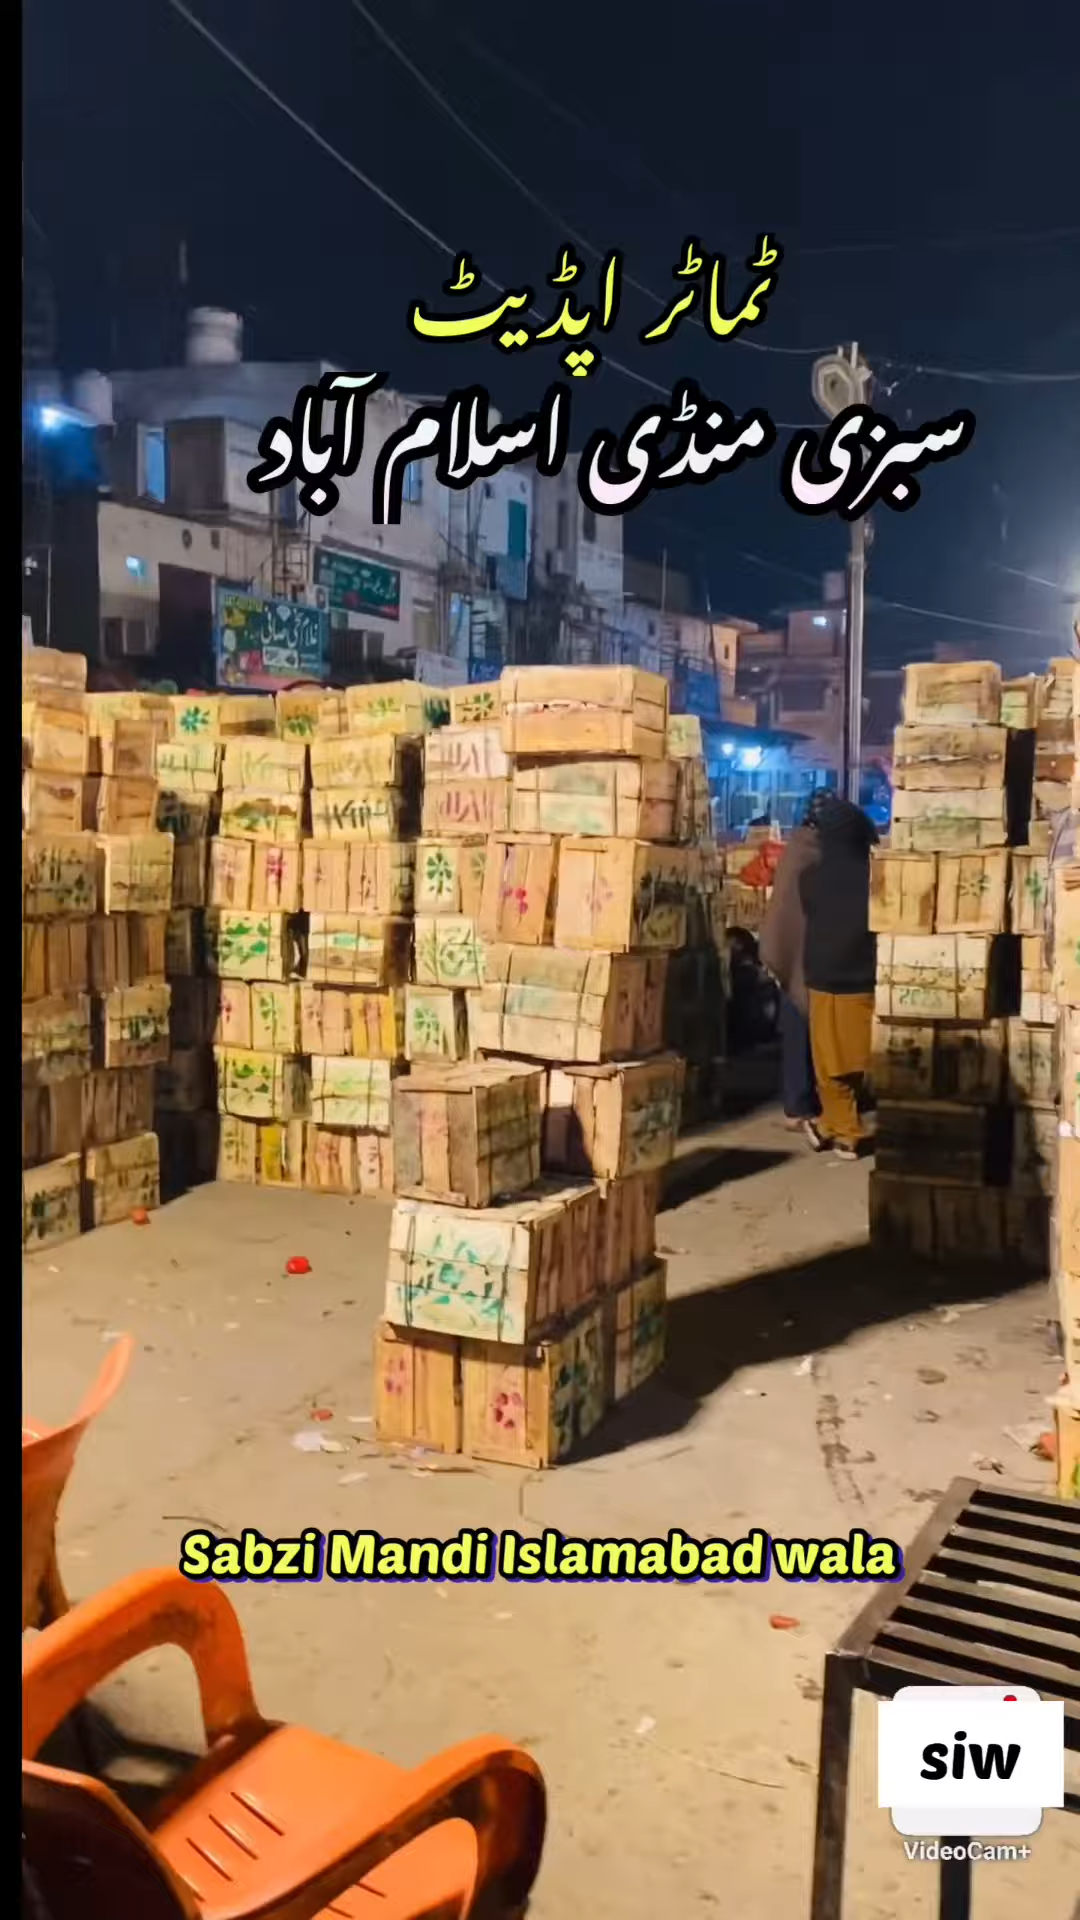 ٹماٹر اپڈیٹ
سبزی منڈی اسلام آباد
Sabzi Mandi Islamabad wala
siw
VideoCam+